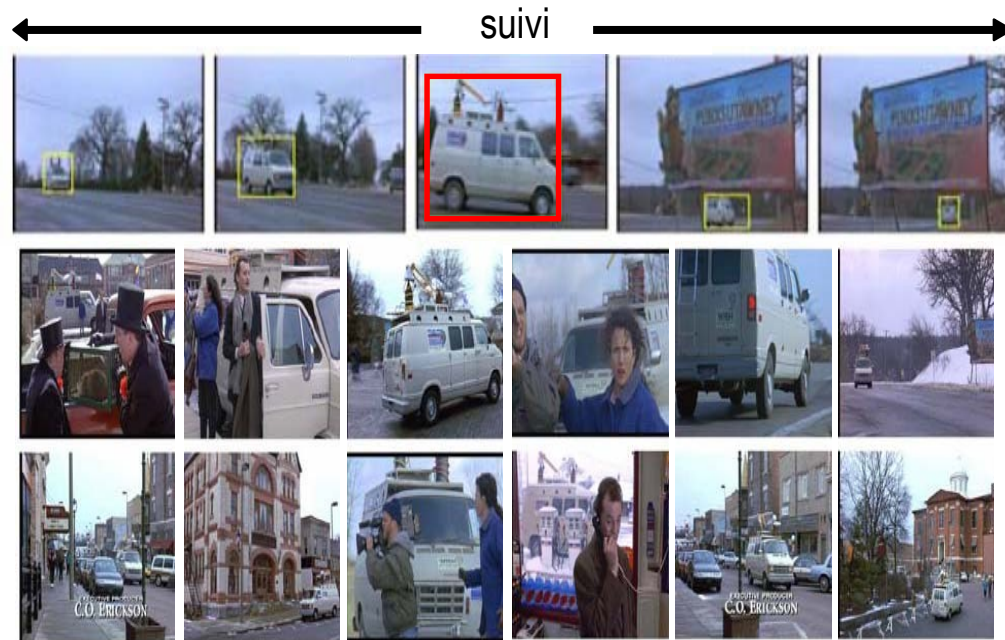 suivi
PUNXSUTAWNEY
EXECUTIVE PRODUCER
C.O. ERICKSON
EXECUTIVE PRODUCER
C.O. ERICKSON